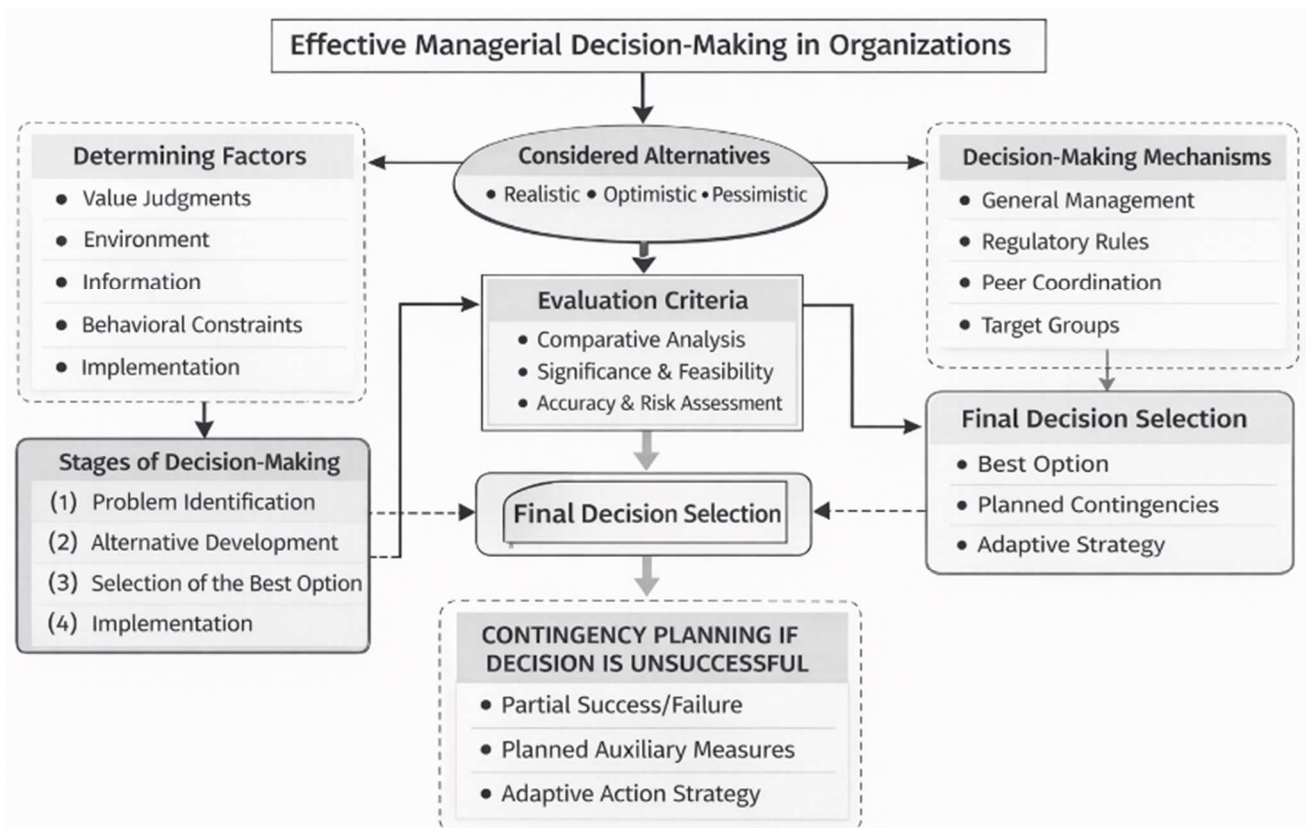 Effective Managerial Decision-Making in Organizations
Considered Alternatives
• Realistic • Optimistic • Pessimistic
Determining Factors
• Value Judgments
• Environment
• Information
• Behavioral Constraints
• Implementation
Decision-Making Mechanisms
• General Management
• Regulatory Rules
• Peer Coordination
• Target Groups
Evaluation Criteria
• Comparative Analysis
• Significance & Feasibility
• Accuracy & Risk Assessment
Stages of Decision-Making
(1) Problem Identification
(2) Alternative Development
(3) Selection of the Best Option
(4) Implementation
Final Decision Selection
Final Decision Selection
• Best Option
• Planned Contingencies
• Adaptive Strategy
CONTINGENCY PLANNING IF
DECISION IS UNSUCCESSFUL
• Partial Success/Failure
• Planned Auxiliary Measures
• Adaptive Action Strategy